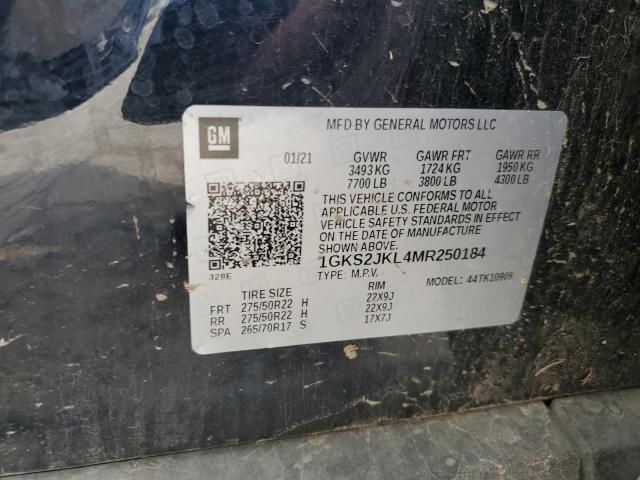 GM
MFD BY GENERAL MOTORS LLC
01/21 GVWR GAWR FRT GAWR RR
3493 KG 1724 KG 1950 KG
7700 LB 3800 LB 4300 LB
THIS VEHICLE CONFORMS TO ALL
APPLICABLE U.S. FEDERAL MOTOR
VEHICLE SAFETY STANDARDS IN EFFECT
ON THE DATE OF MANUFACTURE
SHOWN ABOVE.
1GKS2JKL4MR250184
328E TYPE: M.P.V. MODEL: 44TK10906
TIRE SIZE RIM
FRT 275/50R22 H 22X9J
RR 275/50R22 H 22X9J
SPA 265/70R17 S 17X7J